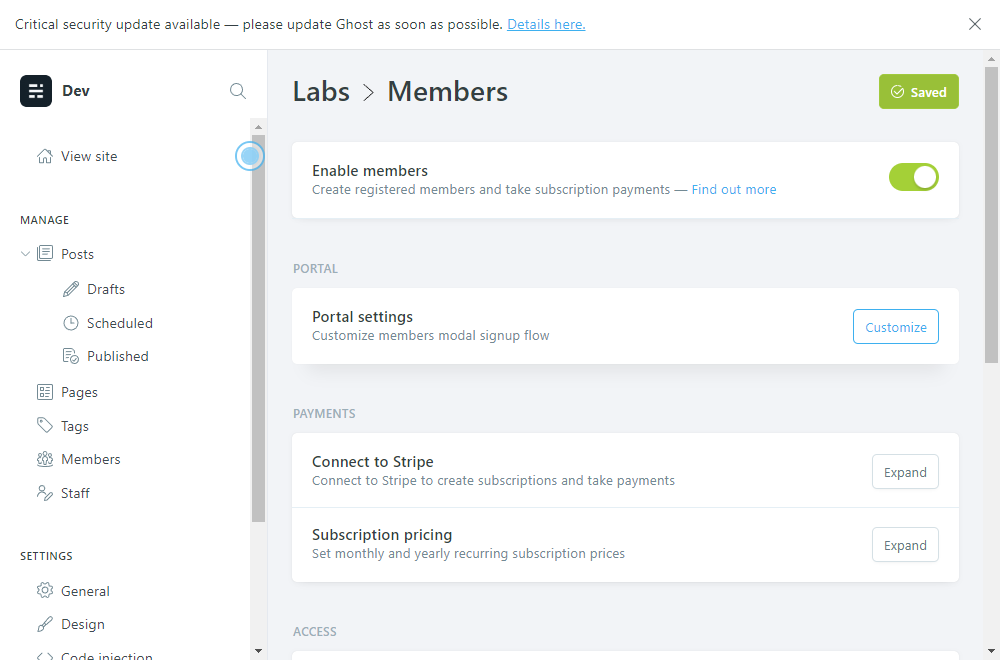 Critical security update available — please update Ghost as soon as possible. Details here.
Dev
View site
MANAGE
Posts
Drafts
Scheduled
Published
Pages
Tags
Members
Staff
SETTINGS
General
Design
Code injection
Labs > Members
Saved
Enable members
Create registered members and take subscription payments — Find out more
PORTAL
Portal settings
Customize members modal signup flow
Customize
PAYMENTS
Connect to Stripe
Connect to Stripe to create subscriptions and take payments
Expand
Subscription pricing
Set monthly and yearly recurring subscription prices
Expand
ACCESS